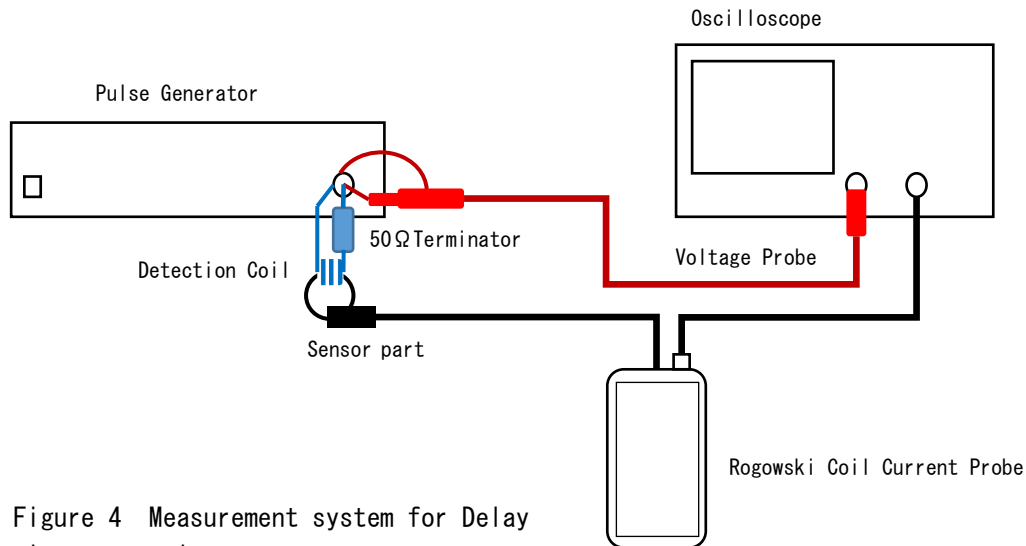 Oscilloscope
Pulse Generator
50ΩTerminator
Voltage Probe
Detection Coil
Sensor part
Rogowski Coil Current Probe
Figure 4 Measurement system for Delay